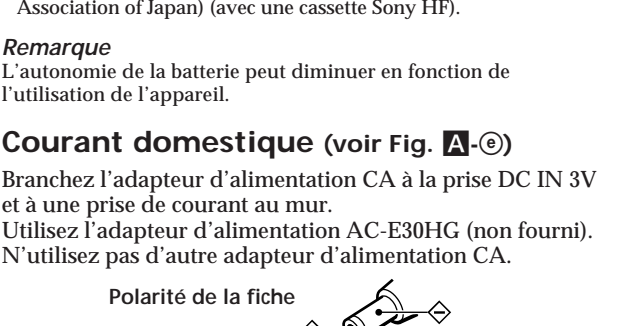 Association of Japan) (avec une cassette Sony HF).
Remarque
L'autonomie de la batterie peut diminuer en fonction de
l'utilisation de l'appareil.
Courant domestique (voir Fig. A-ⓔ)
Branchez l'adaptateur d'alimentation CA à la prise DC IN 3V
et à une prise de courant au mur.
Utilisez l'adapteur d'alimentation AC-E30HG (non fourni).
N'utilisez pas d'autre adapteur d'alimentation CA.
Polarité de la fiche